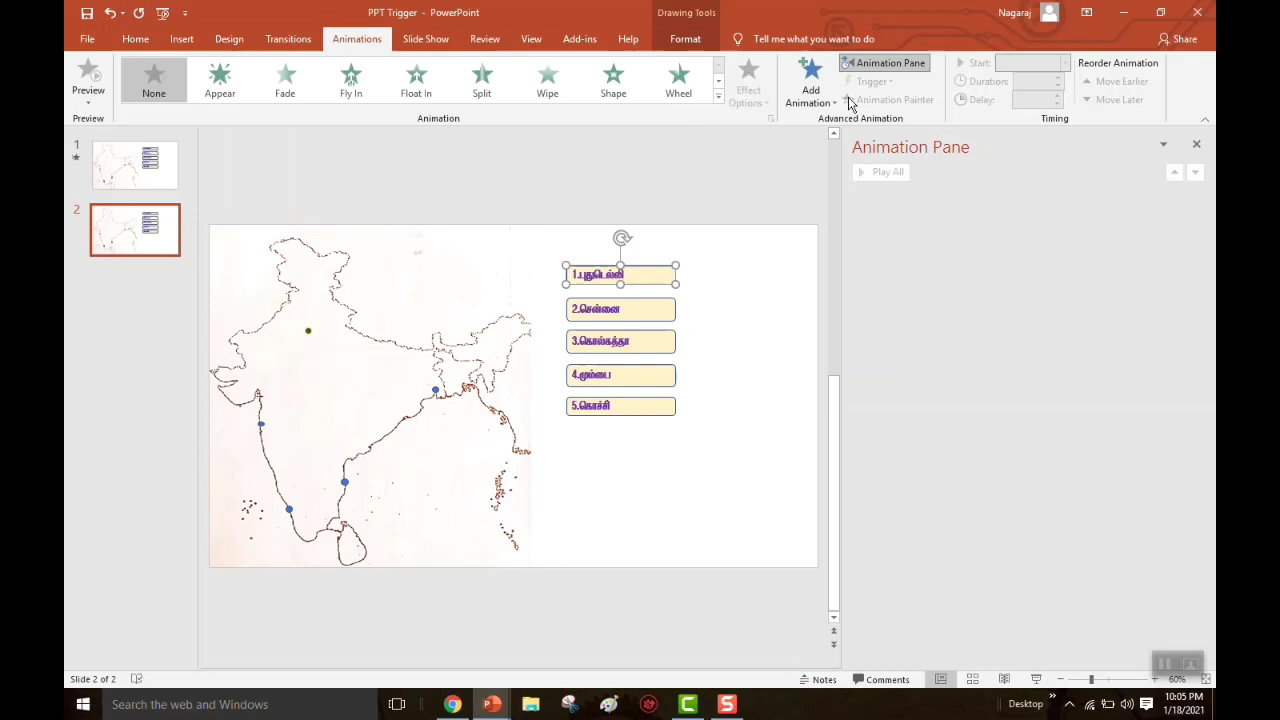 PPT Trigger - PowerPoint
Drawing Tools
Nagaraj
File
Home
Insert
Design
Transitions
Animations
Slide Show
Review
View
Add-ins
Help
Format
Tell me what you want to do
Share
Preview
Preview
None
Appear
Fade
Fly In
Float In
Split
Wipe
Shape
Wheel
Animation
Effect
Options
Add
Animation
Animation Pane
Trigger
Animation Painter
Advanced Animation
Start:
Duration:
Delay:
Timing
Reorder Animation
Move Earlier
Move Later
1
2
1.புதுடெல்லி
2.சென்னை
3.கொல்கத்தா
4.மும்பை
5.கொச்சி
Animation Pane
Play All
Slide 2 of 2
Notes
Comments
60%
Search the web and Windows
Desktop
10:05 PM
1/18/2021